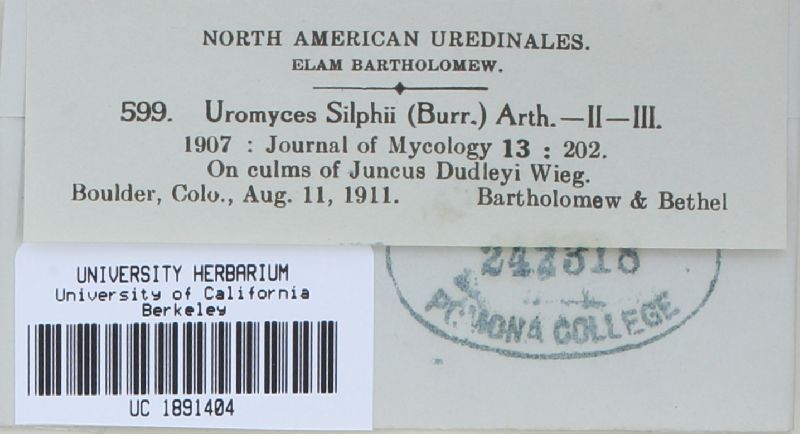 NORTH AMERICAN UREDINALES.
ELAM BARTHOLOMEW.
599. Uromyces Silphii (Burr.) Arth.—II—III.
1907 : Journal of Mycology 13 : 202.
On culms of Juncus Dudleyi Wieg.
Boulder, Colo., Aug. 11, 1911. Bartholomew & Bethel
UNIVERSITY HERBARIUM
University of California
Berkeley
UC 1891404
POMONA COLLEGE